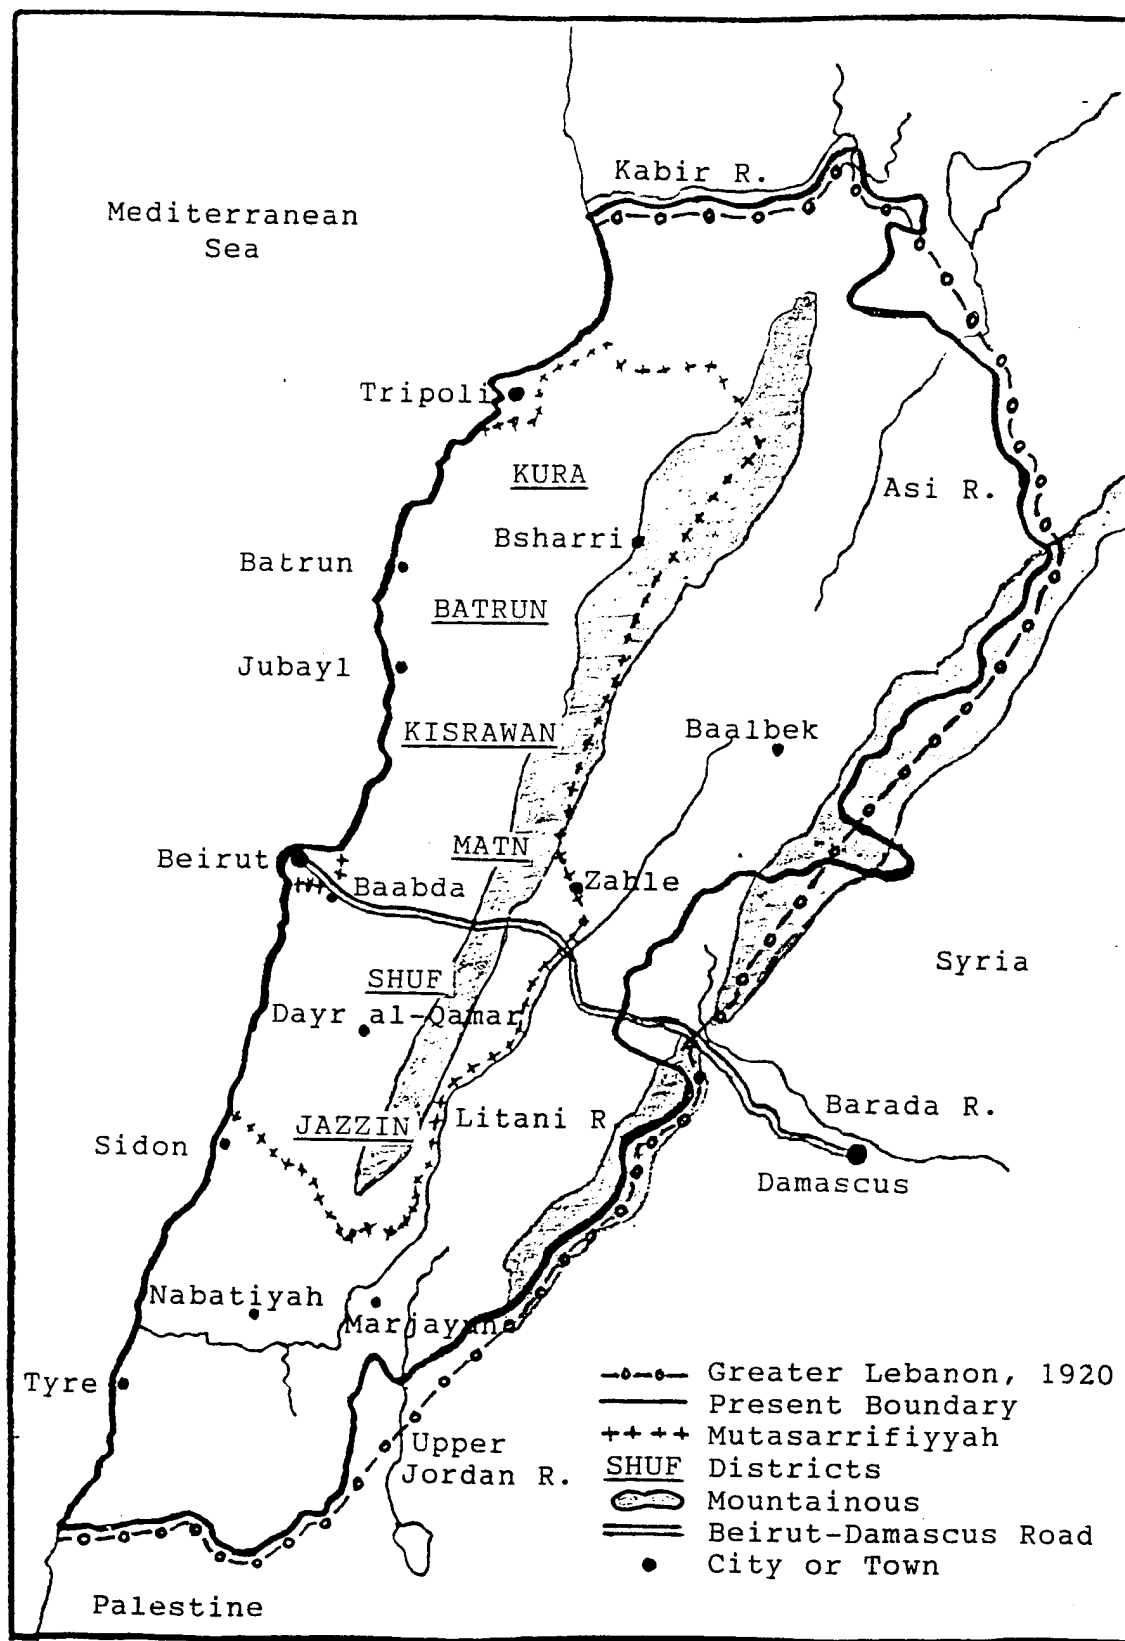 Kabir R.
Mediterranean
Sea
Tripoli
KURA
Asi R.
Bsharri
Batrun
BATRUN
Jubayl
KISRAWAN
Baalbek
MATN
Beirut
Zahle
Baabda
Syria
SHUF
Dayr al-Qamar
Barada R.
JAZZIN
Litani R
Sidon
Damascus
Nabatiyah
Marjayun
Tyre
Greater Lebanon, 1920
Present Boundary
Mutasarrifiyyah
SHUF Districts
Mountainous
Beirut-Damascus Road
City or Town
Upper
Jordan R.
Palestine